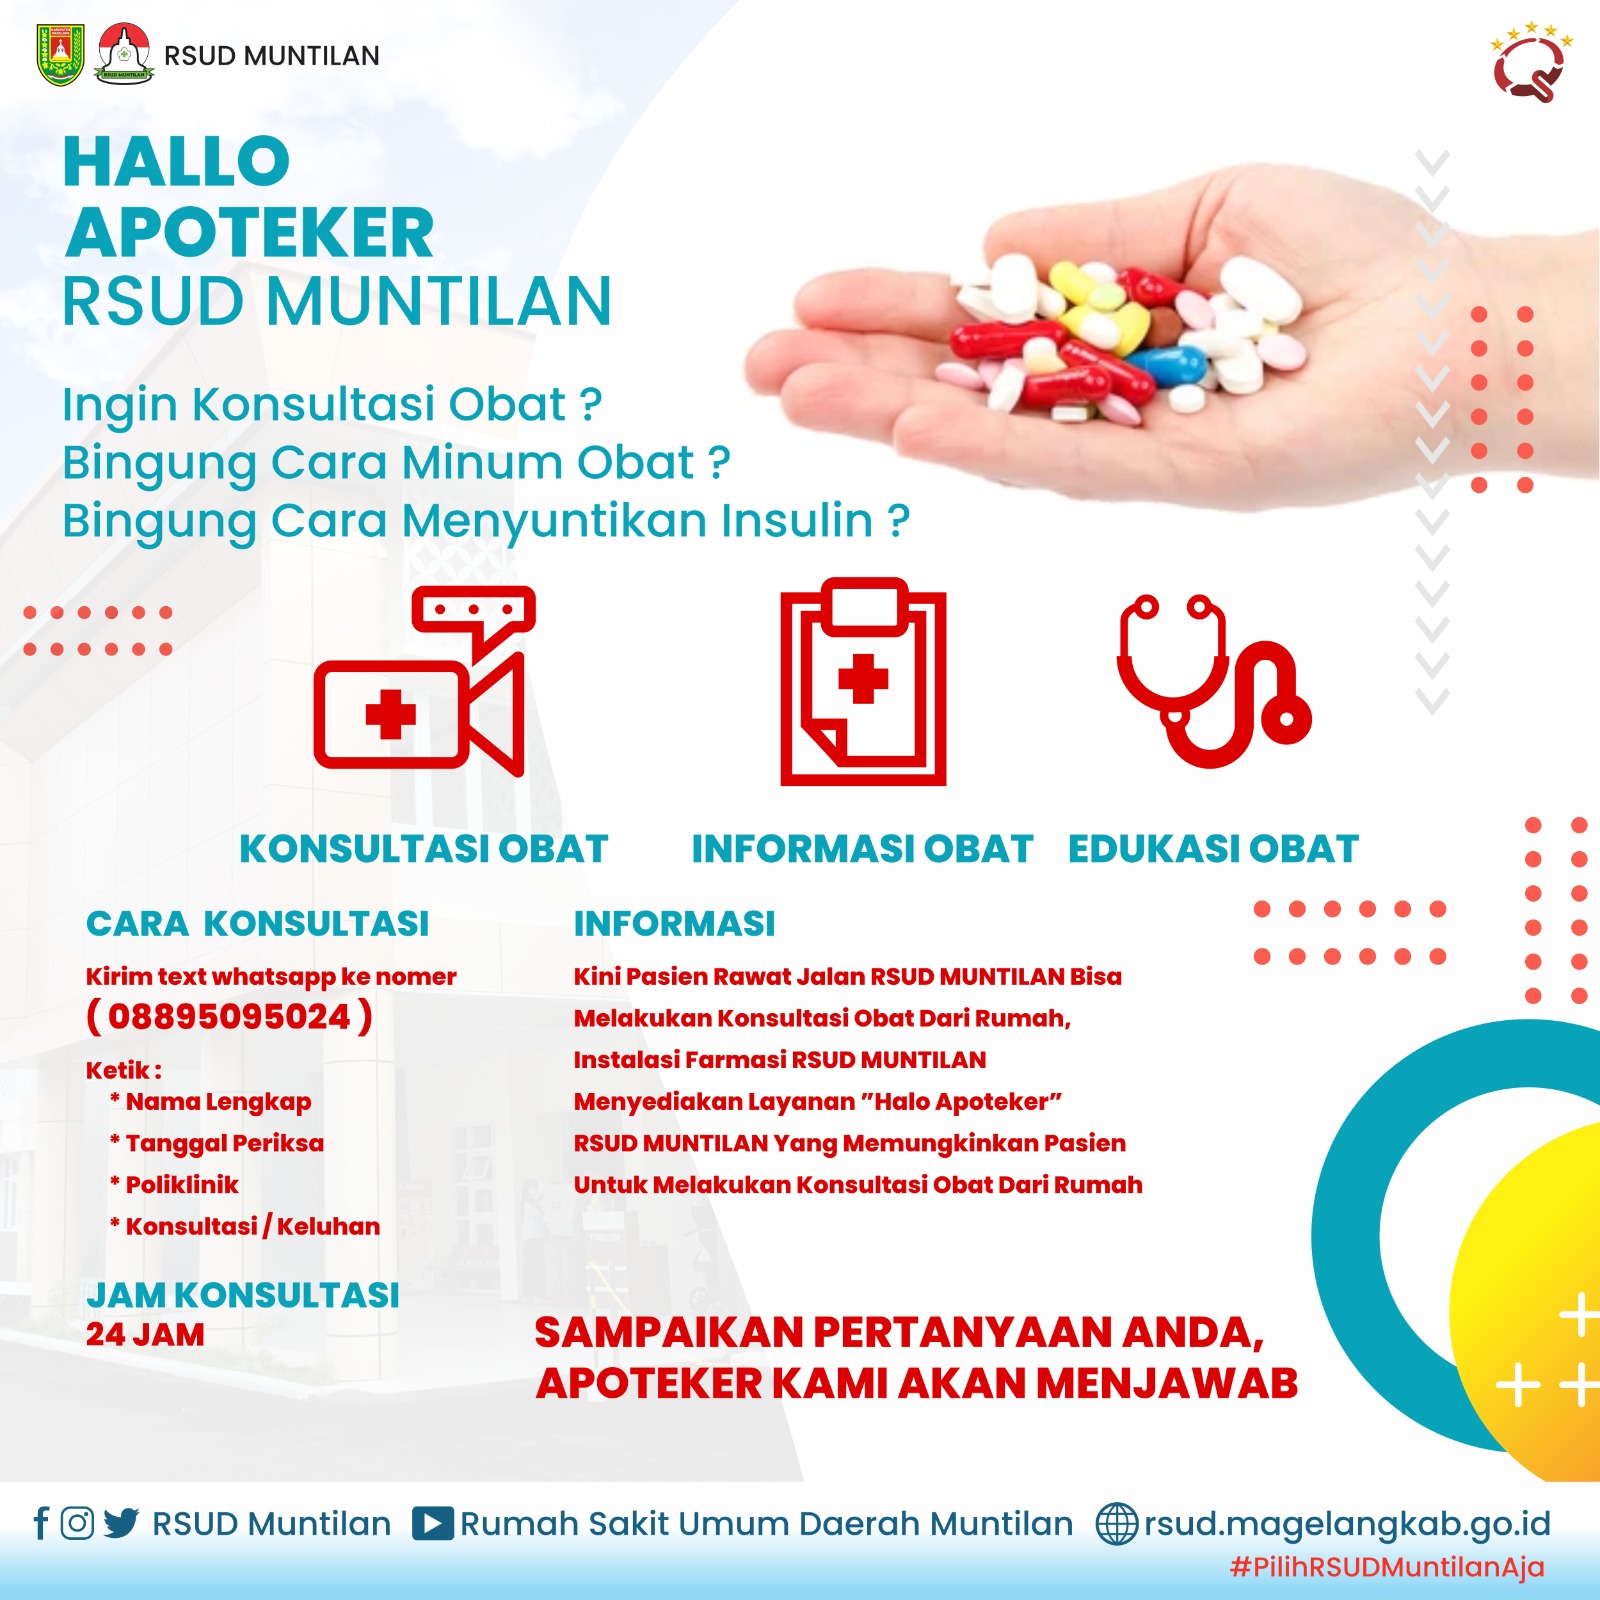 RSUD MUNTILAN
HALLO
APOTEKER
RSUD MUNTILAN
Ingin Konsultasi Obat ?
Bingung Cara Minum Obat ?
Bingung Cara Menyuntikan Insulin ?
KONSULTASI OBAT
INFORMASI OBAT
EDUKASI OBAT
CARA KONSULTASI
Kirim text whatsapp ke nomer
( 08895095024 )
Ketik :
* Nama Lengkap
* Tanggal Periksa
* Poliklinik
* Konsultasi / Keluhan
JAM KONSULTASI
24 JAM
INFORMASI
Kini Pasien Rawat Jalan RSUD MUNTILAN Bisa
Melakukan Konsultasi Obat Dari Rumah,
Instalasi Farmasi RSUD MUNTILAN
Menyediakan Layanan ”Halo Apoteker”
RSUD MUNTILAN Yang Memungkinkan Pasien
Untuk Melakukan Konsultasi Obat Dari Rumah
SAMPAIKAN PERTANYAAN ANDA,
APOTEKER KAMI AKAN MENJAWAB
RSUD Muntilan
Rumah Sakit Umum Daerah Muntilan
rsud.magelangkab.go.id
#PilihRSUDMuntilanAja